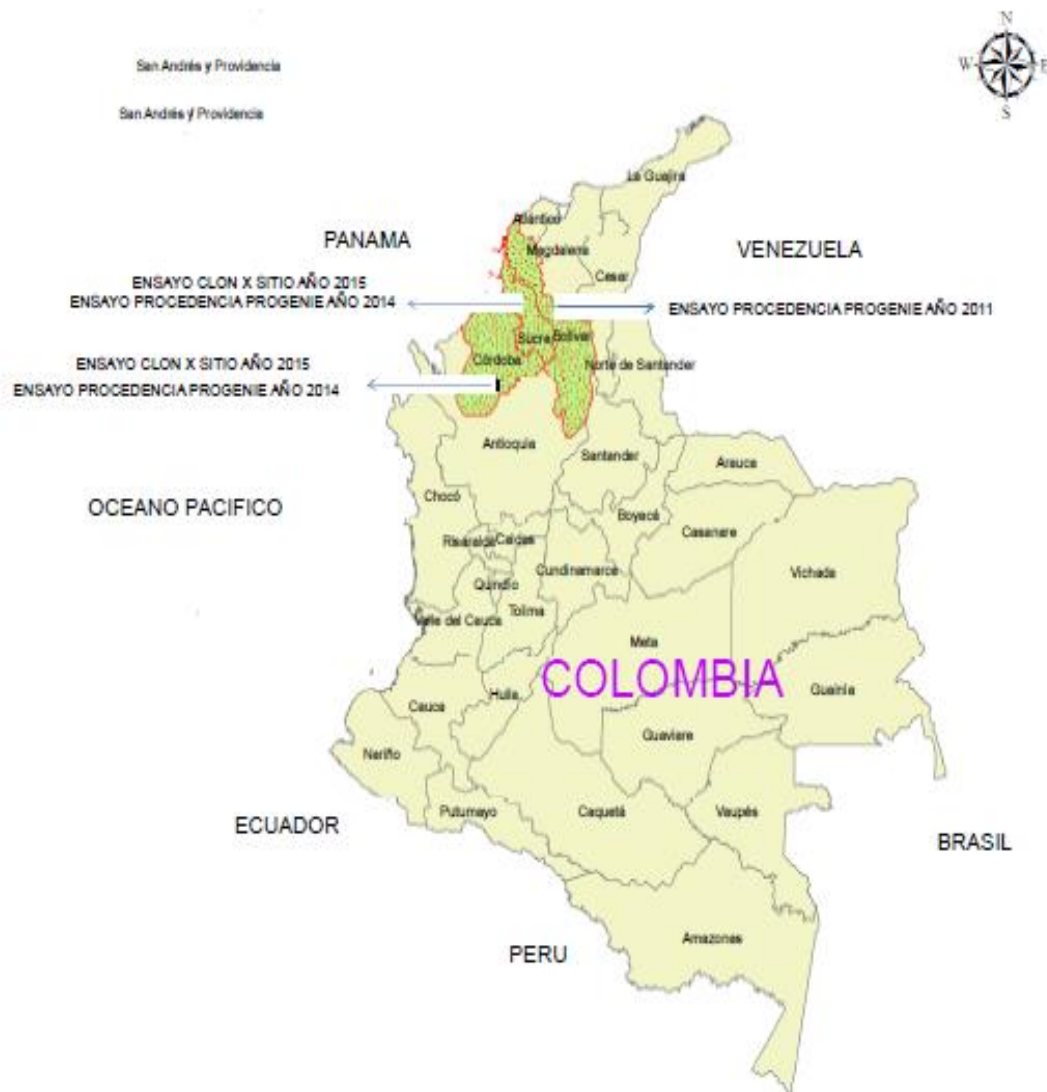 N
San Andrés y Providencia
W E
S
San Andrés y Providencia
La Guajira
Atlántico
PANAMA
Magdalena
VENEZUELA
Cesar
ENSAYO CLON X SITIO AÑO 2015
ENSAYO PROCEDENCIA PROGENIE AÑO 2014
ENSAYO PROCEDENCIA PROGENIE AÑO 2011
Sucre
Bolívar
Córdoba
ENSAYO CLON X SITIO AÑO 2015
Norte de Santander
ENSAYO PROCEDENCIA PROGENIE AÑO 2014
Antioquia
Santander
Arauca
Chocó
OCEANO PACIFICO
Boyacá
Casanare
Risaralda
Caldas
Cundinamarca
Vichada
Quindío
Tolima
Valle del Cauca
Meta
COLOMBIA
Huila
Guainía
Cauca
Guaviare
Nariño
Putumayo
Caquetá
Vaupés
ECUADOR
BRASIL
Amazonas
PERU